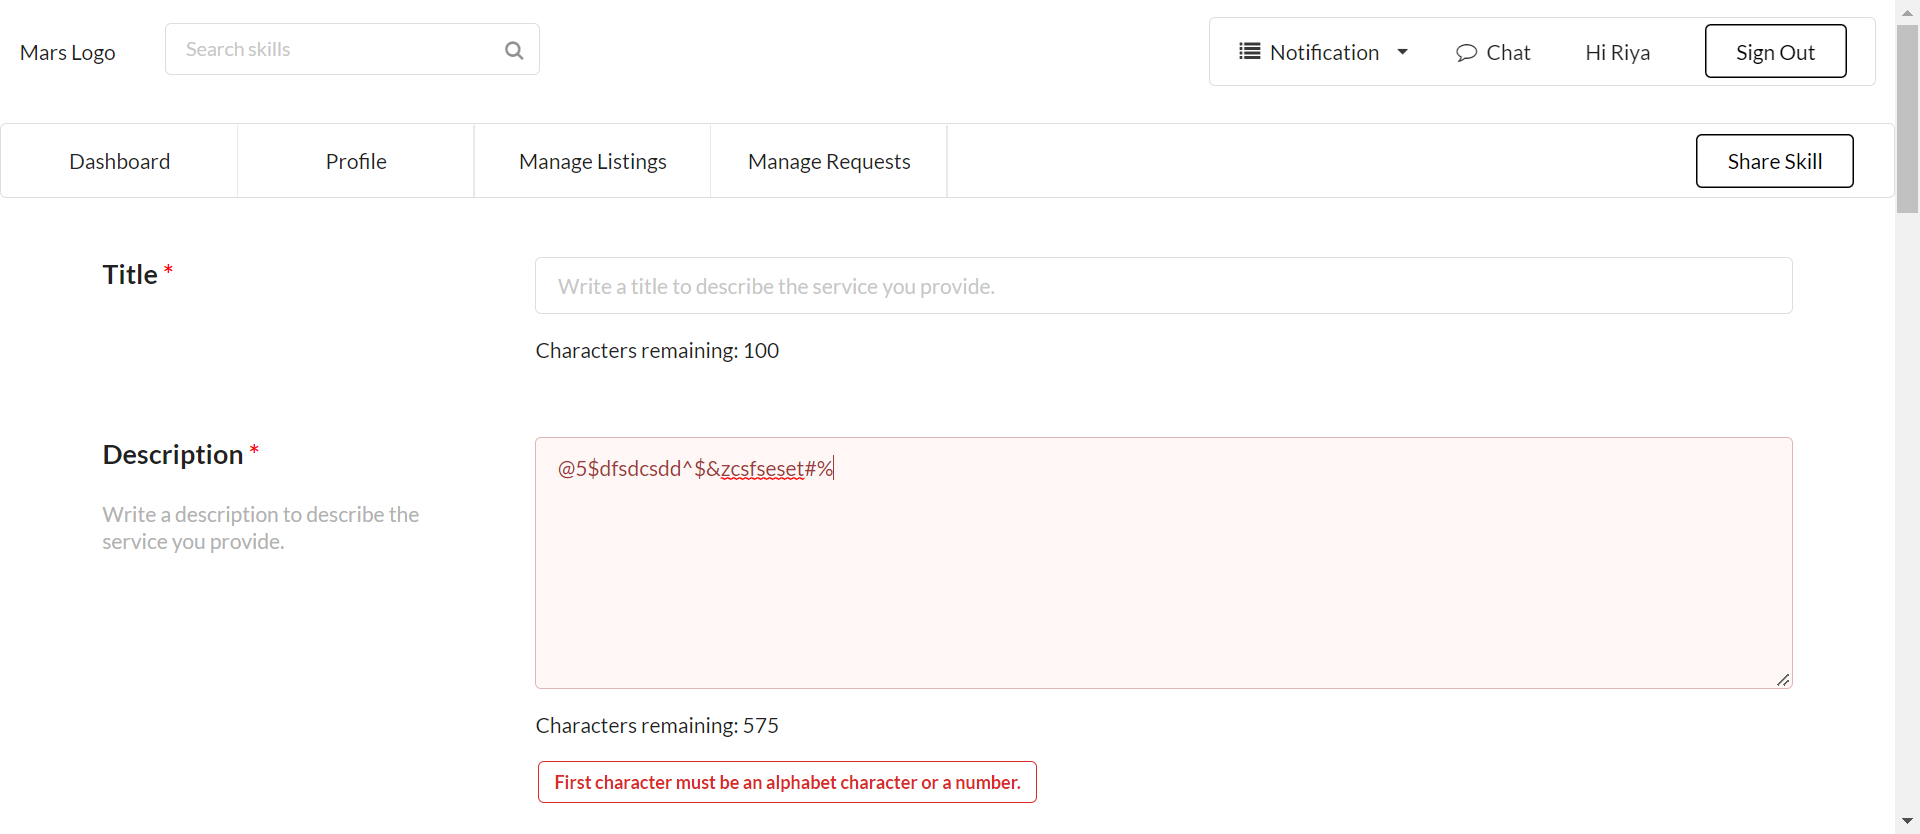 Mars Logo
Search skills
Notification
Chat
Hi Riya
Sign Out
Dashboard
Profile
Manage Listings
Manage Requests
Share Skill
Title *
Write a title to describe the service you provide.
Characters remaining: 100
Description *
Write a description to describe the
service you provide.
@5$dfsdcsdd^$&zcsfseset#%
Characters remaining: 575
First character must be an alphabet character or a number.